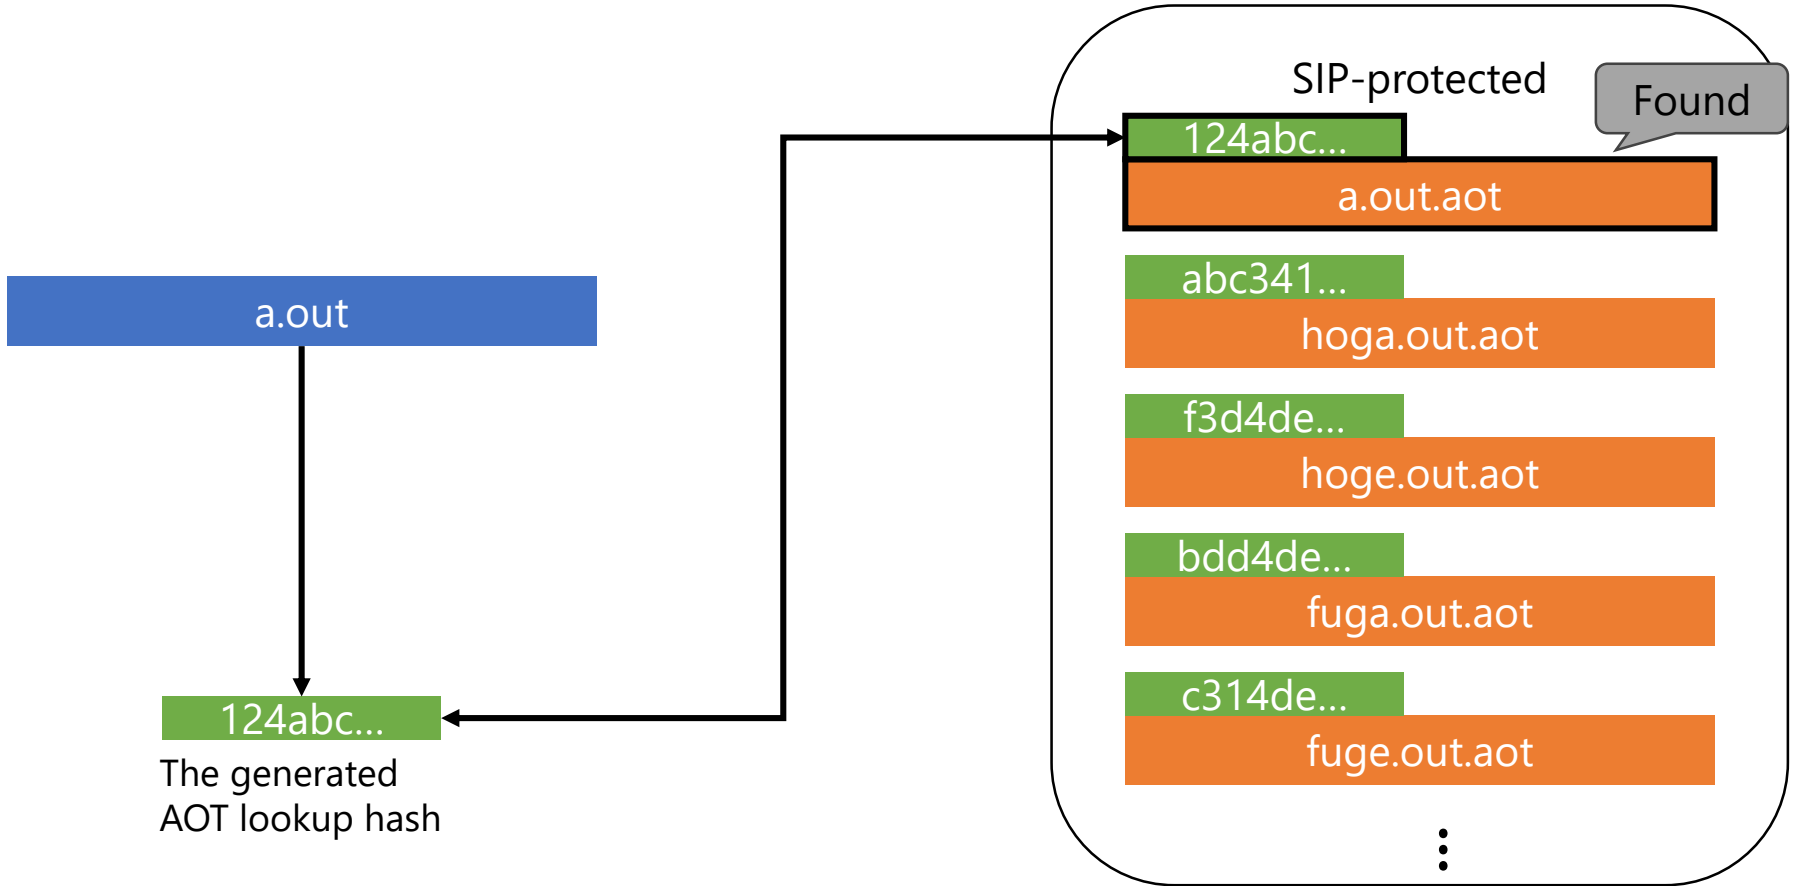 SIP-protected
Found
124abc...
a.out.aot
abc341...
hoga.out.aot
a.out
f3d4de...
hoge.out.aot
bdd4de...
fuga.out.aot
c314de...
fuge.out.aot
124abc...
The generated
AOT lookup hash